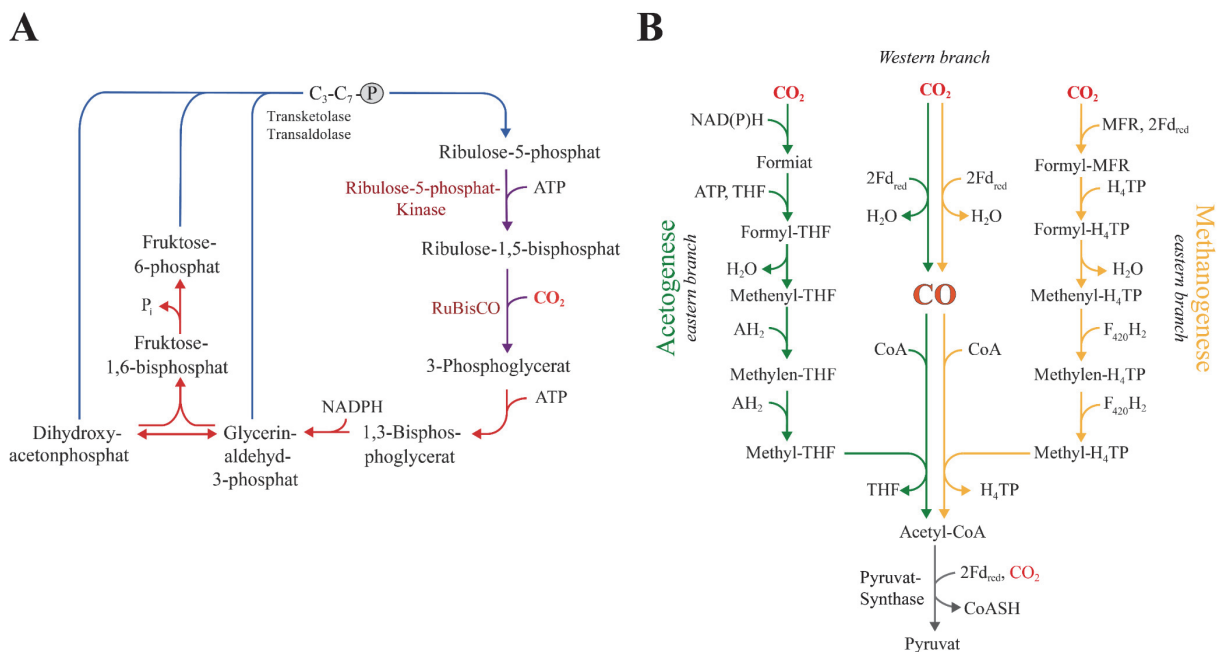 A
C₃-C₇-P
Transketolase
Transaldolase
Ribulose-5-phosphat
Ribulose-5-phosphat-
Kinase
ATP
Ribulose-1,5-bisphosphat
RuBisCO
CO₂
3-Phosphoglycerat
ATP
NADPH
1,3-Bisphos-
phoglycerat
Glycerin-
aldehyd-
3-phosphat
Dihydroxy-
acetonphosphat
Fruktose-
1,6-bisphosphat
Pᵢ
Fruktose-
6-phosphat
B
Acetogenese
eastern branch
CO₂
NAD(P)H
Formiat
ATP, THF
Formyl-THF
H₂O
Methenyl-THF
AH₂
Methylen-THF
AH₂
Methyl-THF
Western branch
CO₂
2Fd_red
2Fd_red
H₂O
H₂O
CO
CoA
CoA
THF
H₄TP
Acetyl-CoA
Pyruvat-
Synthase
2Fd_red, CO₂
CoASH
Pyruvat
CO₂
MFR, 2Fd_red
Formyl-MFR
H₄TP
Formyl-H₄TP
H₂O
Methenyl-H₄TP
F₄₂₀H₂
Methylen-H₄TP
F₄₂₀H₂
Methyl-H₄TP
eastern branch
Methanogenese